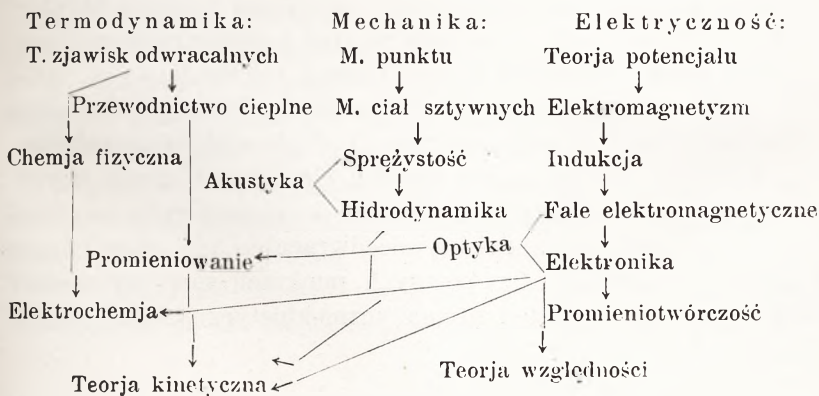 Termodynamika: Mechanika: Elektryczność:
T. zjawisk odwracalnych M. punktu Teorja potencjału
Przewodnictwo cieplne M. ciał sztywnych Elektromagnetyzm
Chemja fizyczna Sprężystość Indukcja
Akustyka
Hidrodynamika Fale elektromagnetyczne
Optyka
Promieniowanie Elektronika
Elektrochemja Promieniotwórczość
Teorja względności
Teorja kinetyczna